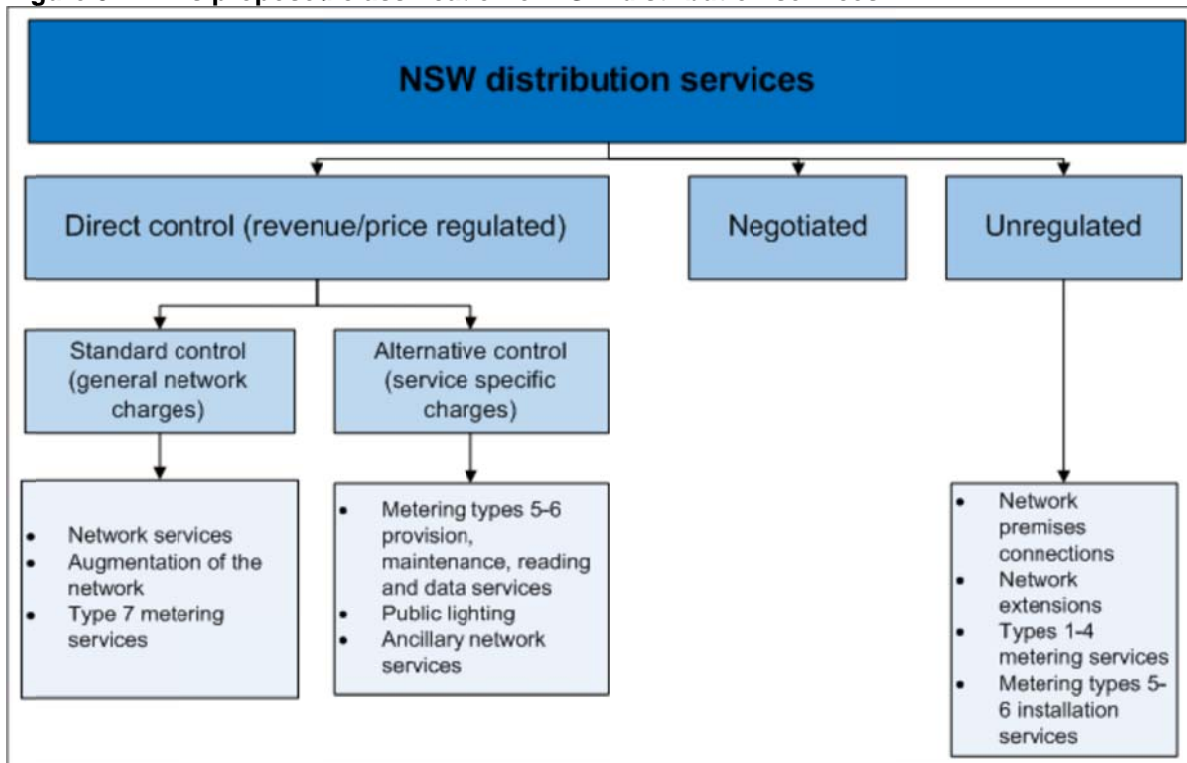 NSW distribution services
Direct control (revenue/price regulated)
Negotiated
Unregulated
Standard control
(general network
charges)
Alternative control
(service specific
charges)
• Network services
• Augmentation of the
network
• Type 7 metering
services
• Metering types 5-6
provision,
maintenance, reading
and data services
• Public lighting
• Ancillary network
services
• Network
premises
connections
• Network
extensions
• Types 1-4
metering services
• Metering types 5-
6 installation
services